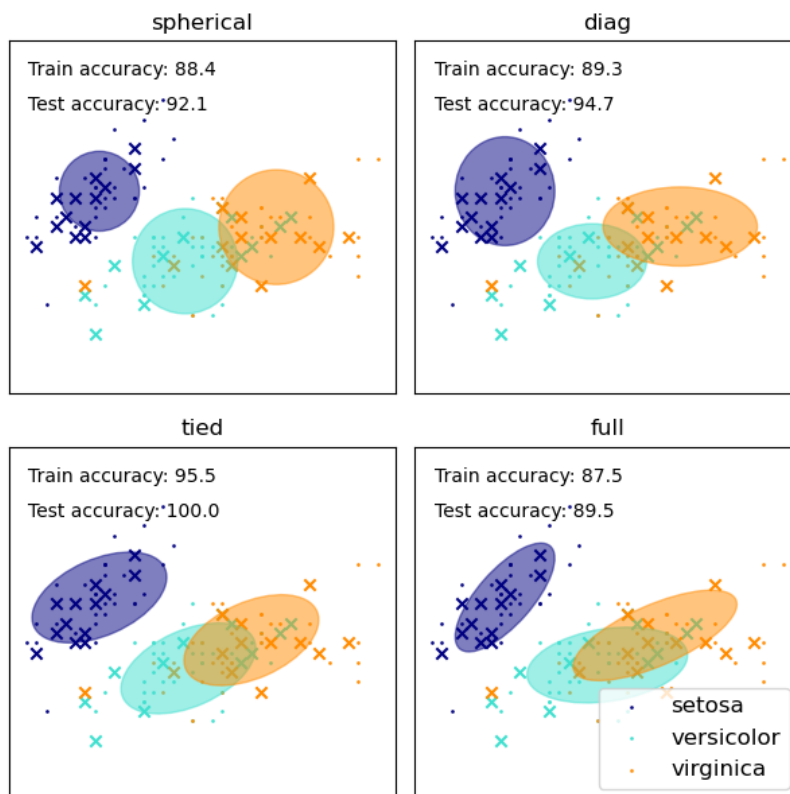 spherical
Train accuracy: 88.4
Test accuracy: 92.1
diag
Train accuracy: 89.3
Test accuracy: 94.7
tied
Train accuracy: 95.5
Test accuracy: 100.0
full
Train accuracy: 87.5
Test accuracy: 89.5
setosa
versicolor
virginica